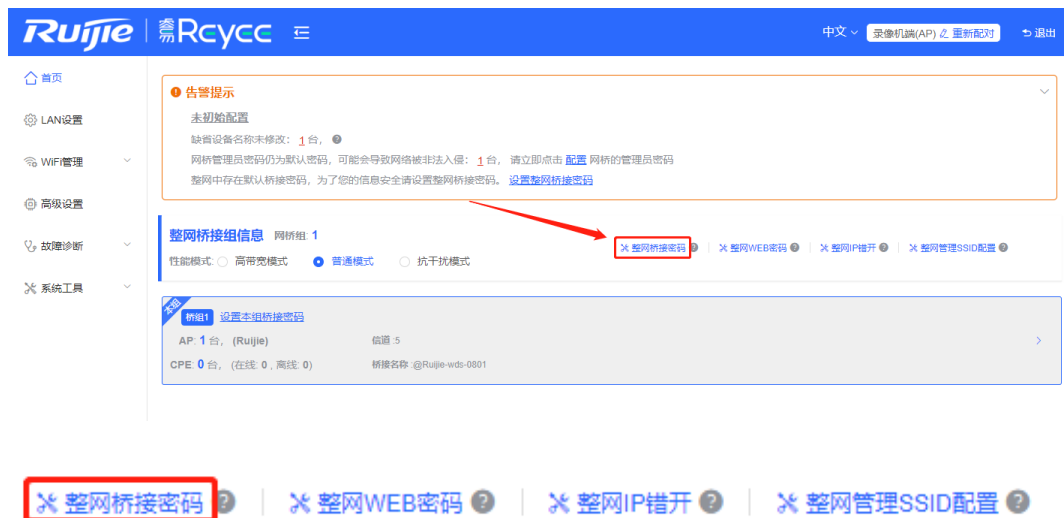 Ruijie 睿易Reyee 中文 录像机端(AP) 重新配对 退出
首页
LAN设置
WiFi管理
高级设置
故障诊断
系统工具
告警提示
未初始配置
缺省设备名称未修改： 1 台，
网桥管理员密码仍为默认密码，可能会导致网络被非法入侵： 1 台， 请立即点击 配置 网桥的管理员密码
整网中存在默认桥接密码，为了您的信息安全请设置整网桥接密码。 设置整网桥接密码
整网桥接组信息 网桥组: 1
性能模式: 高带宽模式 普通模式 抗干扰模式
整网桥接密码 整网WEB密码 整网IP错开 整网管理SSID配置
本组
桥组1 设置本组桥接密码
AP: 1 台， (Ruijie) 信道 :5
CPE: 0 台， (在线: 0 , 离线: 0) 桥接名称 :@Ruijie-wds-0801
整网桥接密码 整网WEB密码 整网IP错开 整网管理SSID配置